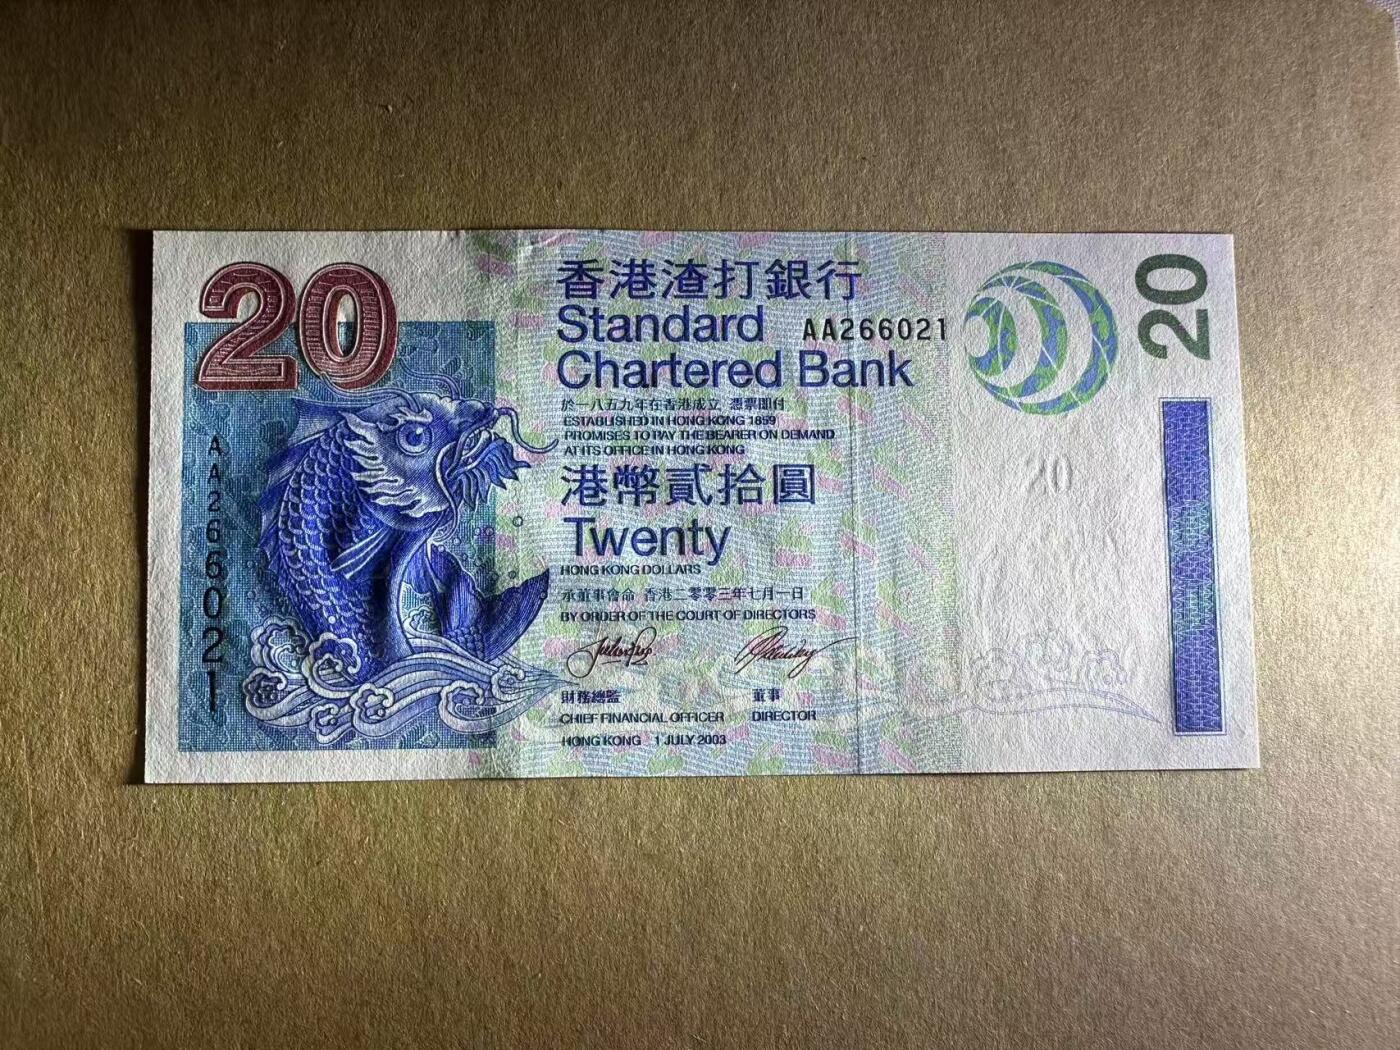 20
香港渣打銀行
Standard
Chartered Bank
AA266021
於一八五九年在香港成立 憑票即付
ESTABLISHED IN HONG KONG 1859
PROMISES TO PAY THE BEARER ON DEMAND
AT ITS OFFICE IN HONG KONG
港幣貳拾圓
Twenty
HONG KONG DOLLARS
承董事會命 香港二零零三年七月一日
BY ORDER OF THE COURT OF DIRECTORS
財務總監 董事
CHIEF FINANCIAL OFFICER DIRECTOR
HONG KONG 1 JULY 2003
AA266021
20
20